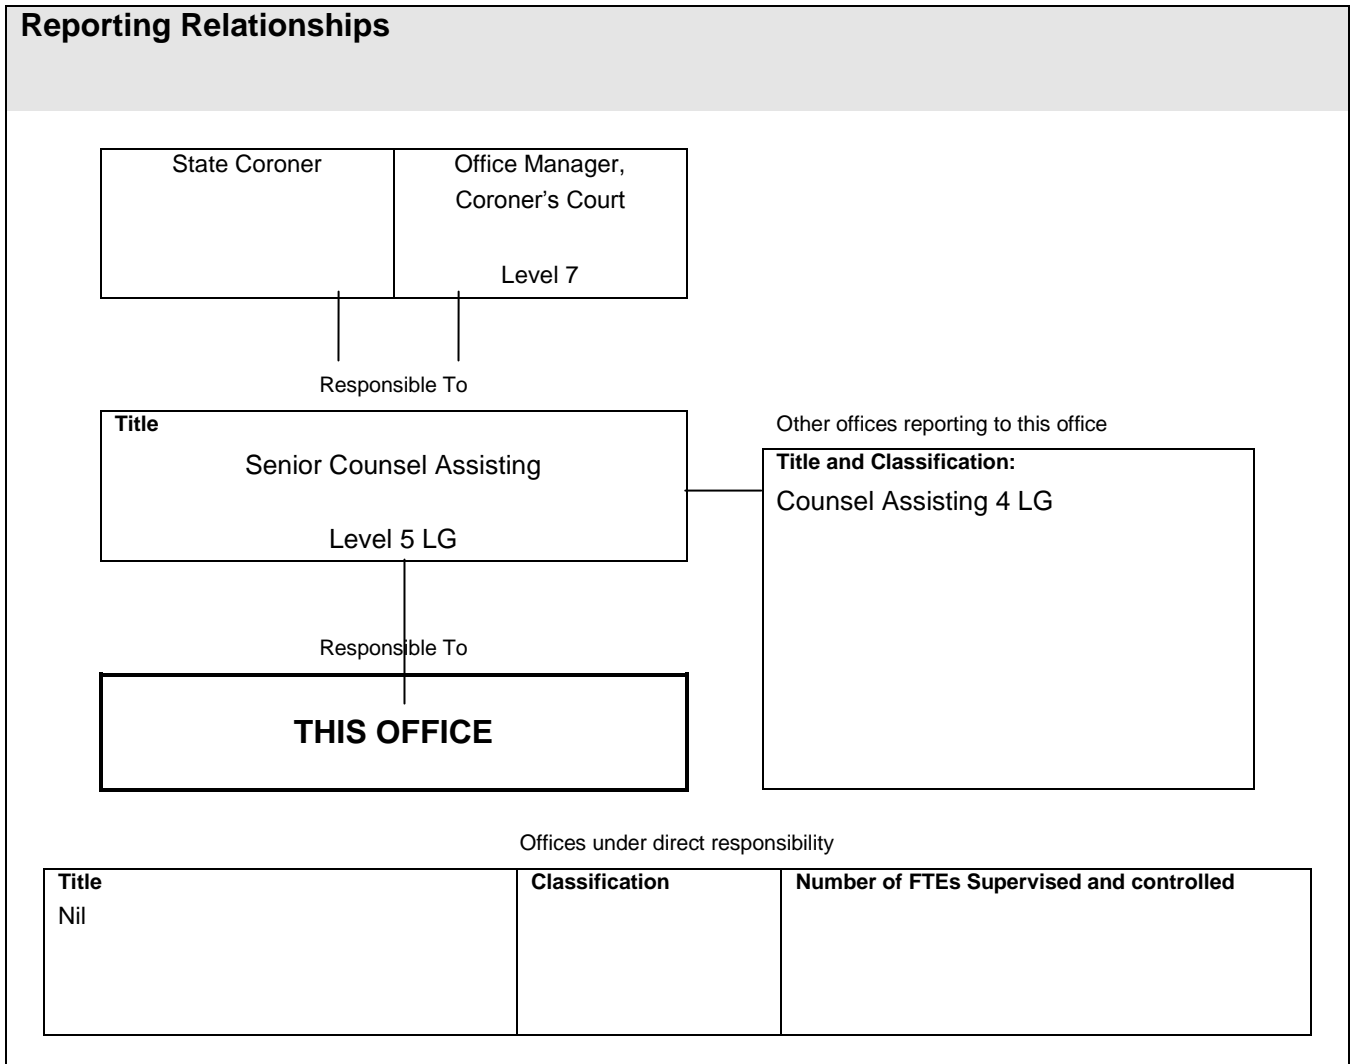 Reporting Relationships
State Coroner
Office Manager,
Coroner’s Court
Level 7
Responsible To
Title
Senior Counsel Assisting
Level 5 LG
Other offices reporting to this office
Title and Classification:
Counsel Assisting 4 LG
Responsible To
THIS OFFICE
Offices under direct responsibility
Title
Classification
Number of FTEs Supervised and controlled
Nil